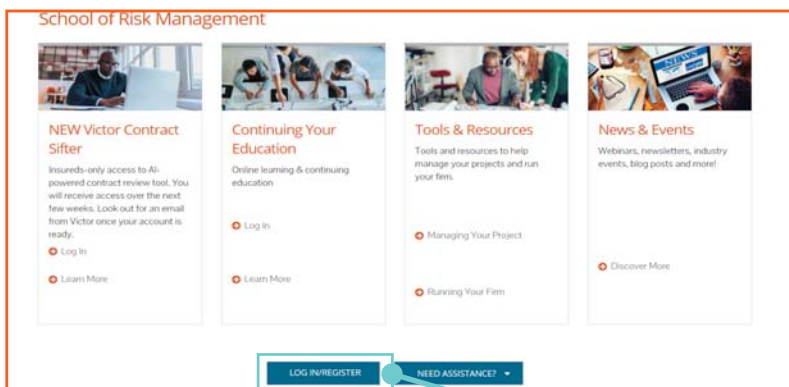 School of Risk Management
NEW Victor Contract
Sifter
Insureds-only access to AI-
powered contract review tool. You
will receive access over the next
few weeks. Look out for an email
from Victor once your account is
ready.
Log In
Learn More
Continuing Your
Education
Online learning & continuing
education
Log In
Learn More
Tools & Resources
Tools and resources to help
manage your projects and run
your firm.
Managing Your Project
Running Your Firm
NEWS
News & Events
Webinars, newsletters, industry
events, blog posts and more!
Discover More
LOG IN/REGISTER
NEED ASSISTANCE?